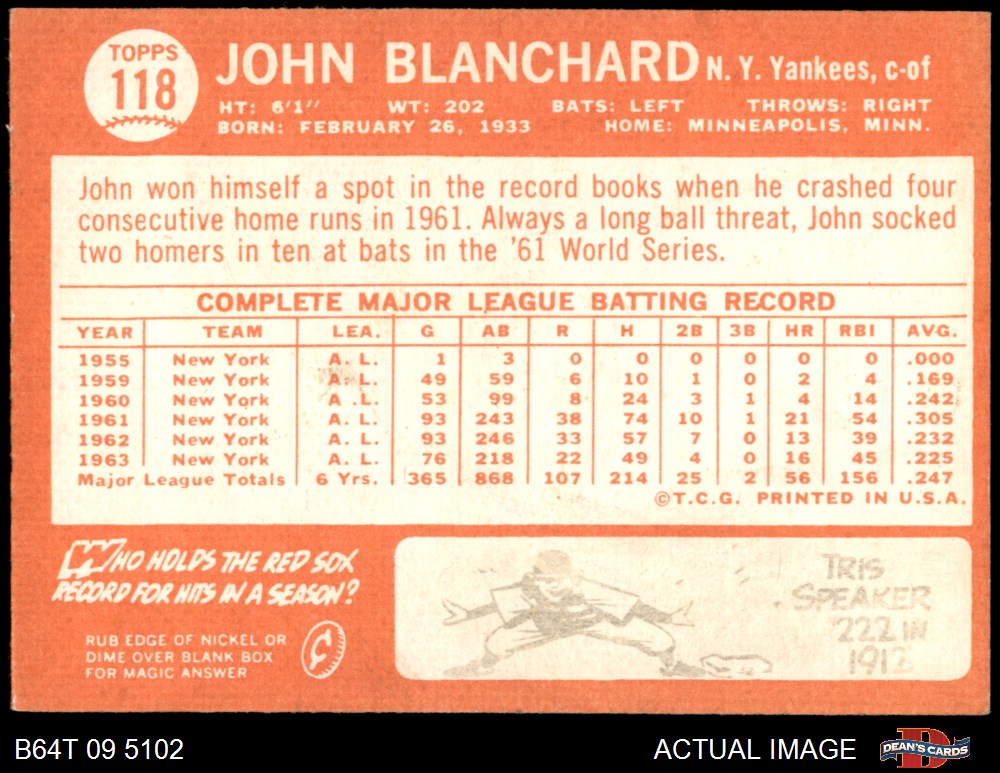 TOPPS
118
JOHN BLANCHARD N. Y. Yankees, c-of
HT: 6'1" WT: 202 BATS: LEFT THROWS: RIGHT
BORN: FEBRUARY 26, 1933 HOME: MINNEAPOLIS, MINN.
John won himself a spot in the record books when he crashed four
consecutive home runs in 1961. Always a long ball threat, John socked
two homers in ten at bats in the '61 World Series.
COMPLETE MAJOR LEAGUE BATTING RECORD
YEAR TEAM LEA. G AB R H 2B 3B HR RBI AVG.
1955 New York A. L. 1 3 0 0 0 0 0 0 .000
1959 New York A. L. 49 59 6 10 1 0 2 4 .169
1960 New York A. L. 53 99 8 24 3 1 4 14 .242
1961 New York A. L. 93 243 38 74 10 1 21 54 .305
1962 New York A. L. 93 246 33 57 7 0 13 39 .232
1963 New York A. L. 76 218 22 49 4 0 16 45 .225
Major League Totals 6 Yrs. 365 868 107 214 25 2 56 156 .247
©T.C.G. PRINTED IN U.S.A.
WHO HOLDS THE RED SOX
RECORD FOR HITS IN A SEASON?
RUB EDGE OF NICKEL OR
DIME OVER BLANK BOX
FOR MAGIC ANSWER
TRIS
SPEAKER
222 IN
1912
B64T 09 5102 ACTUAL IMAGE DEAN'S CARDS